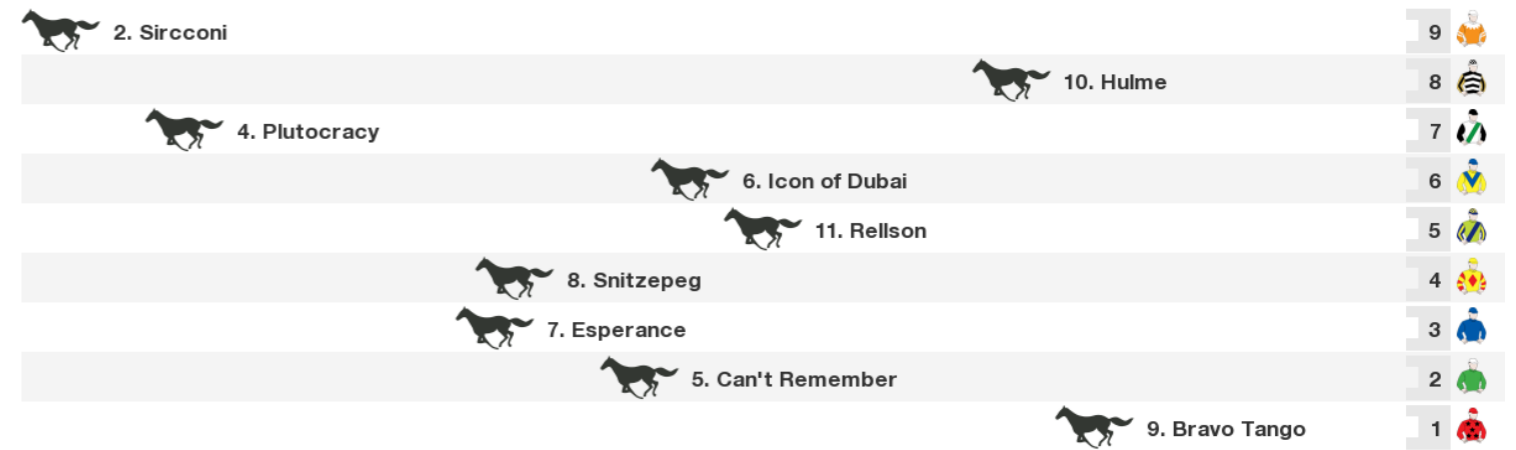 2. Sircconi 9
10. Hulme 8
4. Plutocracy 7
6. Icon of Dubai 6
11. Rellson 5
8. Snitzepeg 4
7. Esperance 3
5. Can't Remember 2
9. Bravo Tango 1